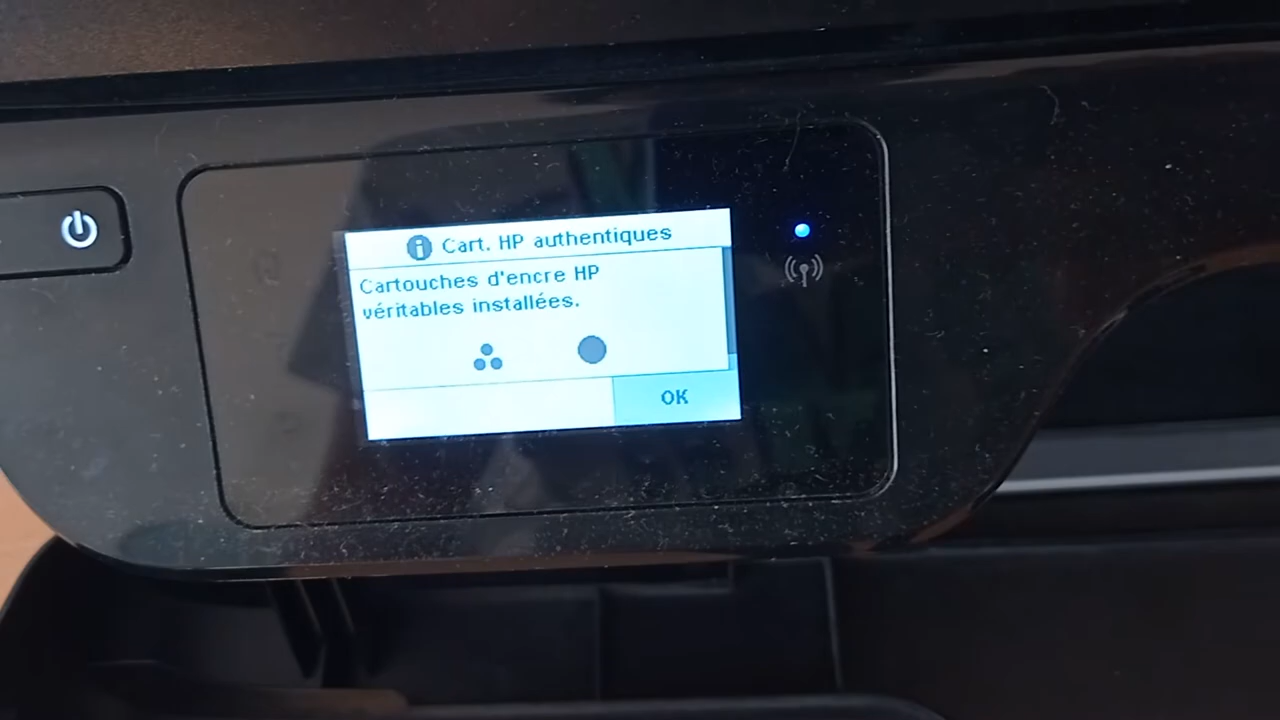 Cart. HP authentiques
Cartouches d'encre HP
véritables installées.
OK